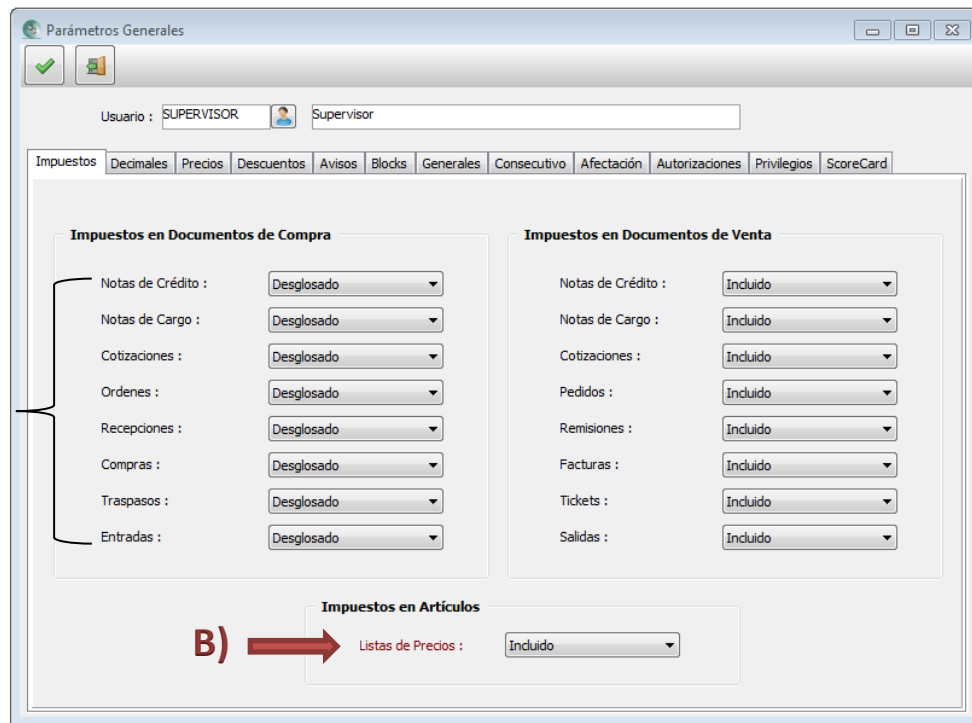 Parámetros Generales
Usuario : SUPERVISOR Supervisor
Impuestos Decimales Precios Descuentos Avisos Blocks Generales Consecutivo Afectación Autorizaciones Privilegios ScoreCard
Impuestos en Documentos de Compra
Notas de Crédito : Desglosado
Notas de Cargo : Desglosado
Cotizaciones : Desglosado
Ordenes : Desglosado
Recepciones : Desglosado
Compras : Desglosado
Traspasos : Desglosado
Entradas : Desglosado
Impuestos en Documentos de Venta
Notas de Crédito : Incluido
Notas de Cargo : Incluido
Cotizaciones : Incluido
Pedidos : Incluido
Remisiones : Incluido
Facturas : Incluido
Tickets : Incluido
Salidas : Incluido
Impuestos en Artículos
B) Listas de Precios : Incluido